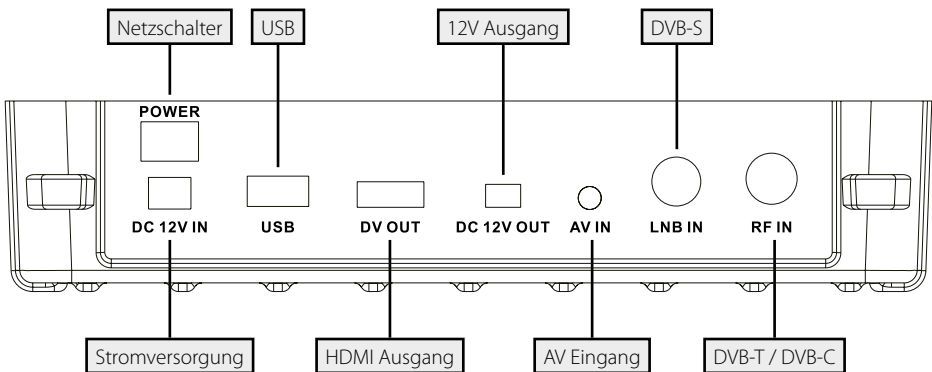 Netzschalter
USB
12V Ausgang
DVB-S
POWER
DC 12V IN
USB
DV OUT
DC 12V OUT
AV IN
LNB IN
RF IN
Stromversorgung
HDMI Ausgang
AV Eingang
DVB-T / DVB-C